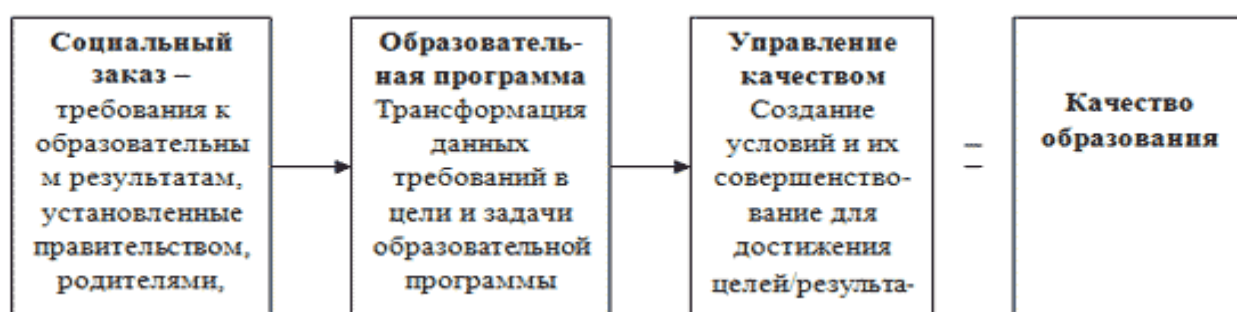 Социальный
заказ –
требования к
образовательны
м результатам,
установленные
правительством,
родителями,
Образователь-
ная программа
Трансформация
данных
требований в
цели и задачи
образовательной
программы
Управление
качеством
Создание
условий и их
совершенство-
вание для
достижения
целей/результа-
=
Качество
образования